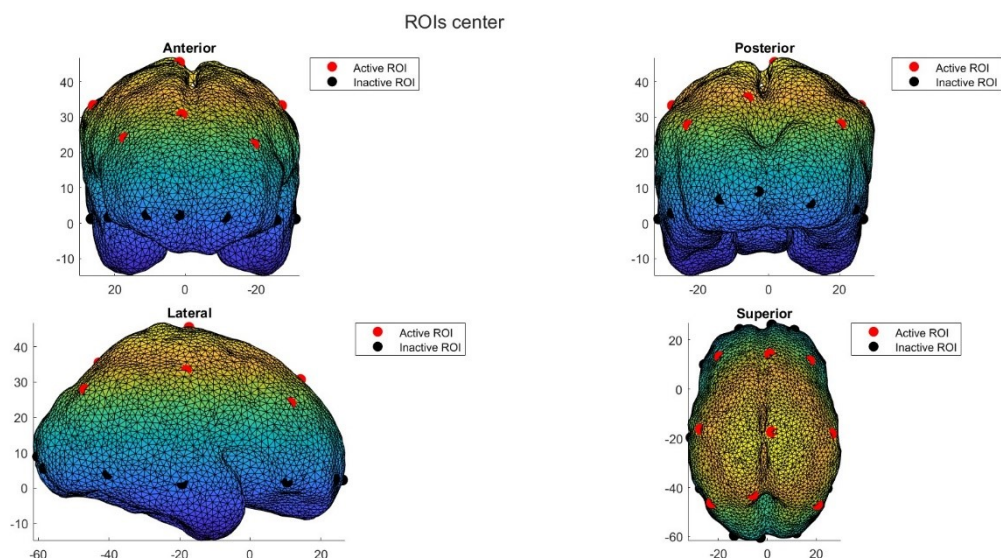 ROIs center
Anterior
Active ROI
Inactive ROI
40
30
20
10
0
-10
20
0
-20
Posterior
Active ROI
Inactive ROI
40
30
20
10
0
-10
-20
0
20
Lateral
Active ROI
Inactive ROI
40
30
20
10
0
-10
-60
-40
-20
0
20
Superior
Active ROI
Inactive ROI
20
0
-20
-40
-60
-20
0
20